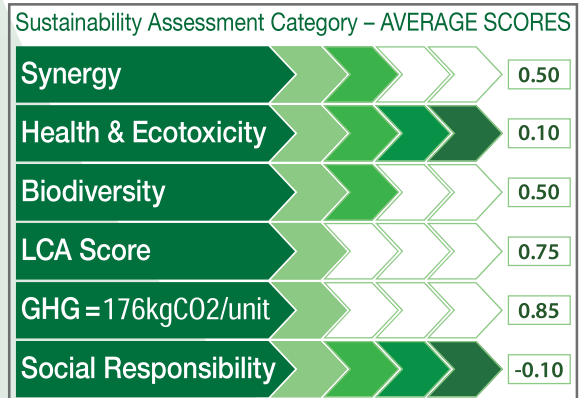 Sustainability Assessment Category – AVERAGE SCORES
Synergy 0.50
Health & Ecotoxicity 0.10
Biodiversity 0.50
LCA Score 0.75
GHG = 176kgCO2/unit 0.85
Social Responsibility -0.10